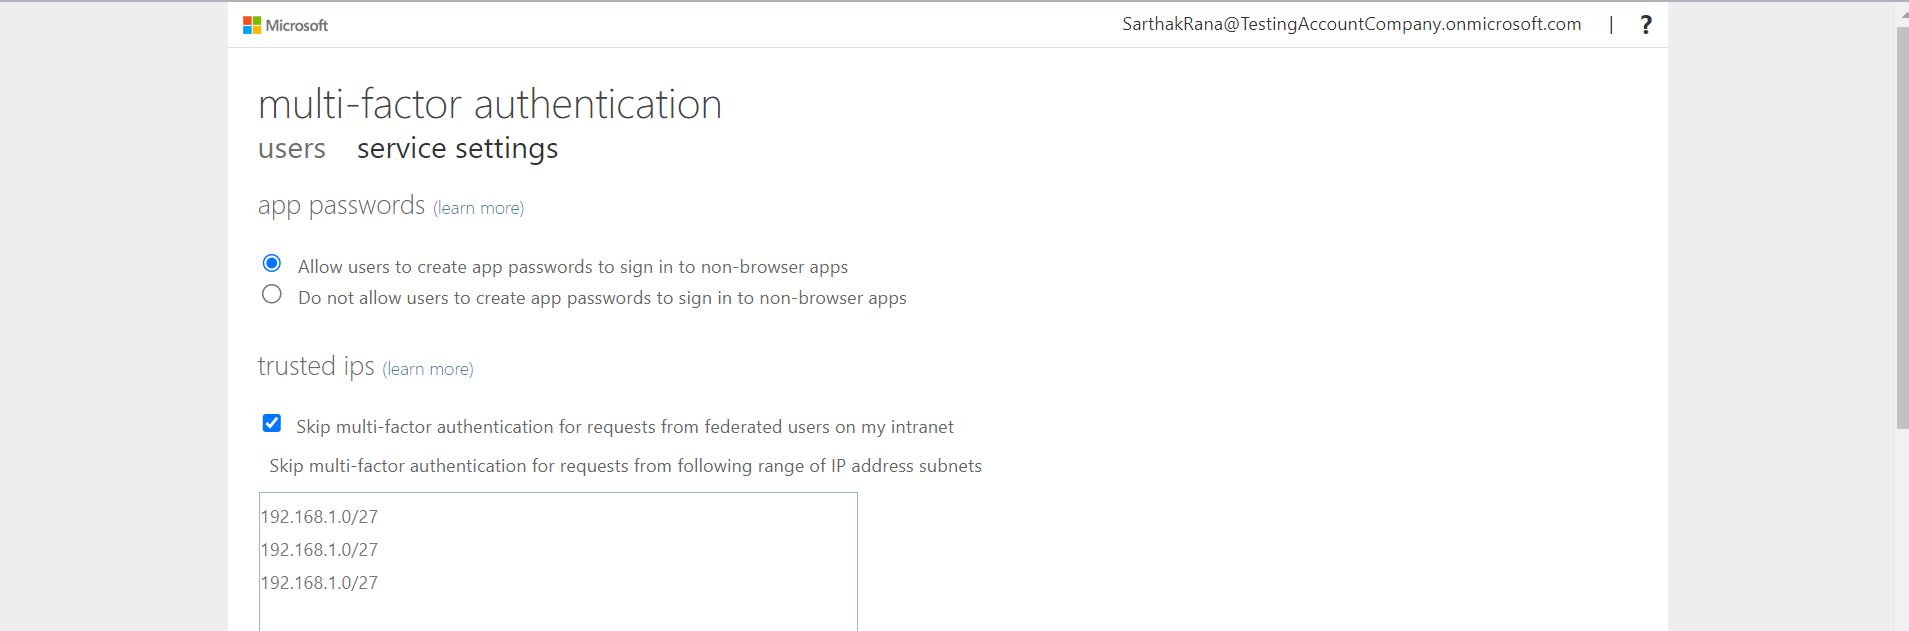 Microsoft
SarthakRana@TestingAccountCompany.onmicrosoft.com | ?
multi-factor authentication
users service settings
app passwords (learn more)
Allow users to create app passwords to sign in to non-browser apps
Do not allow users to create app passwords to sign in to non-browser apps
trusted ips (learn more)
Skip multi-factor authentication for requests from federated users on my intranet
Skip multi-factor authentication for requests from following range of IP address subnets
192.168.1.0/27
192.168.1.0/27
192.168.1.0/27